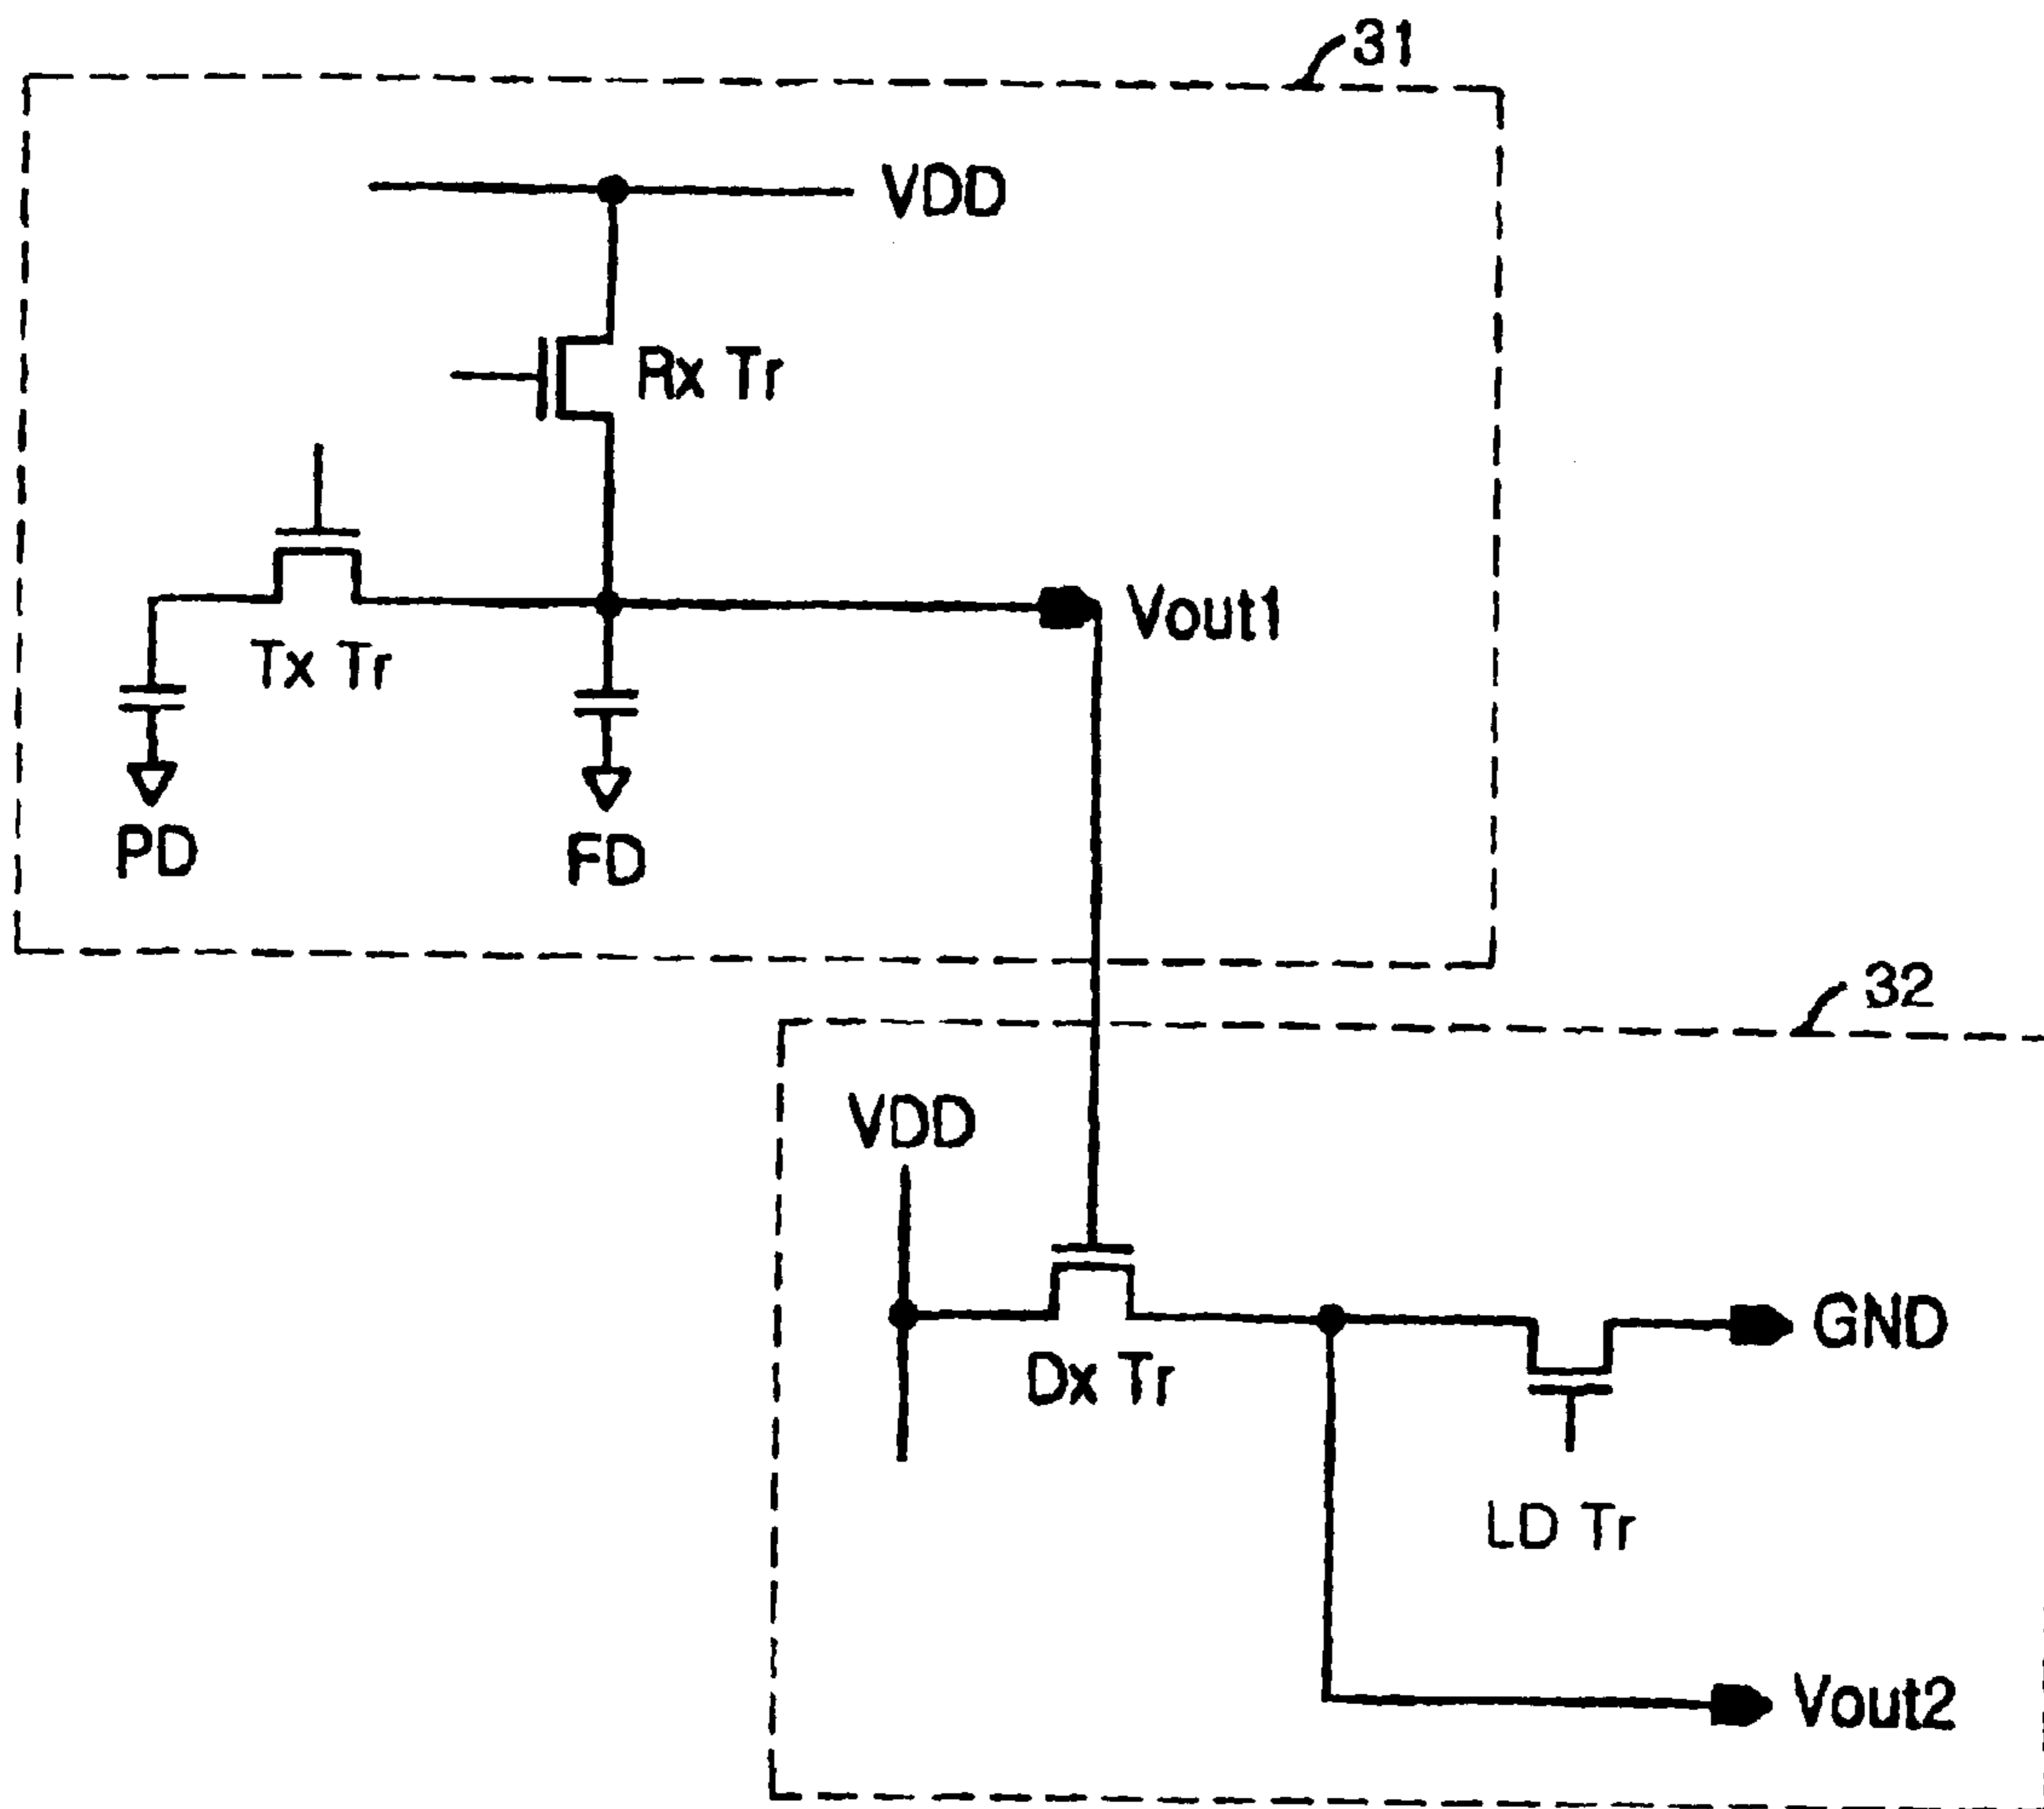 31
VDD
Rx Tr
Vout1
Tx Tr
PD
FD
32
VDD
GND
Dx Tr
LD Tr
Vout2